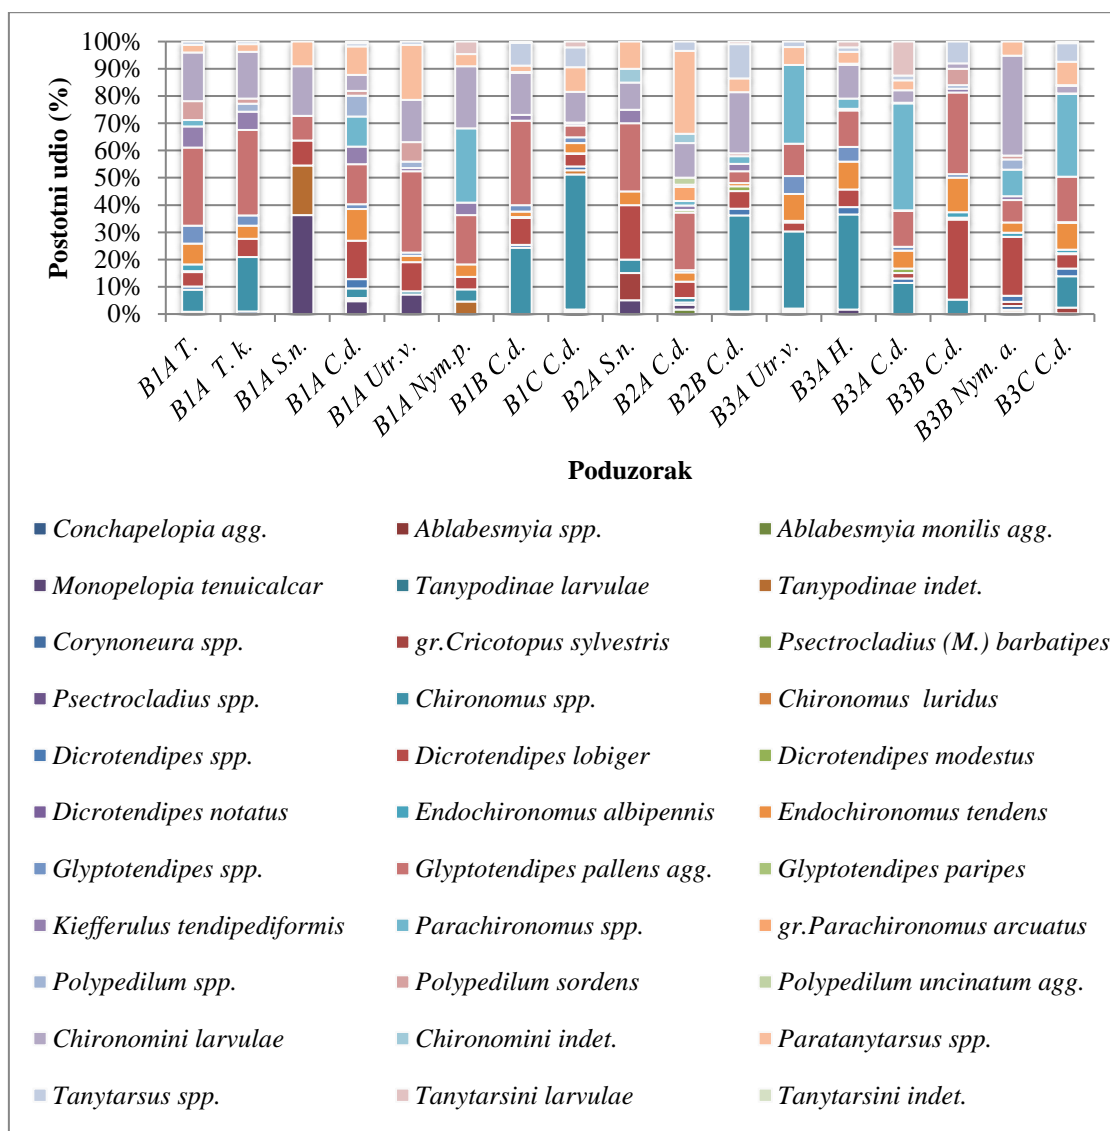 100%
90%
80%
70%
60%
50%
40%
30%
20%
10%
0%
Postotni udio (%)
B1A T.
B1A T. k.
B1A S.n.
B1A C.d.
B1A Utr.v.
B1A Nym.p.
B1B C.d.
B1C C.d.
B2A S.n.
B2A C.d.
B2B C.d.
B3A Utr.v.
B3A H.
B3A C.d.
B3B C.d.
B3B Nym. a.
B3C C.d.
Poduzorak
Conchapelopia agg. Ablabesmyia spp. Ablabesmyia monilis agg.
Monopelopia tenuicalcar Tanypodinae larvulae Tanypodinae indet.
Corynoneura spp. gr.Cricotopus sylvestris Psectrocladius (M.) barbatipes
Psectrocladius spp. Chironomus spp. Chironomus luridus
Dicrotendipes spp. Dicrotendipes lobiger Dicrotendipes modestus
Dicrotendipes notatus Endochironomus albipennis Endochironomus tendens
Glyptotendipes spp. Glyptotendipes pallens agg. Glyptotendipes paripes
Kiefferulus tendipediformis Parachironomus spp. gr.Parachironomus arcuatus
Polypedilum spp. Polypedilum sordens Polypedilum uncinatum agg.
Chironomini larvulae Chironomini indet. Paratanytarsus spp.
Tanytarsus spp. Tanytarsini larvulae Tanytarsini indet.